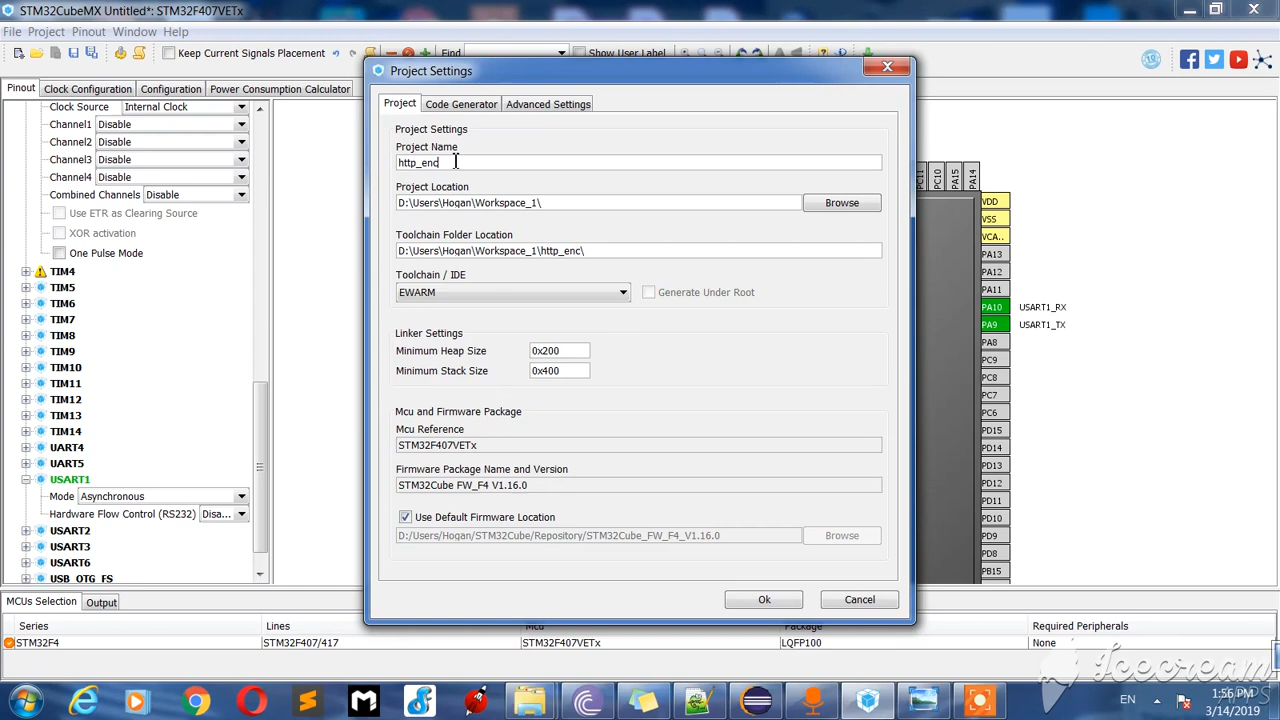 STM32CubeMX Untitled*: STM32F407VETx
File Project Pinout Window Help
Keep Current Signals Placement Find Show User Label
Pinout Clock Configuration Configuration Power Consumption Calculator
Clock Source Internal Clock
Channel1 Disable
Channel2 Disable
Channel3 Disable
Channel4 Disable
Combined Channels Disable
Use ETR as Clearing Source
XOR activation
One Pulse Mode
TIM4
TIM5
TIM6
TIM7
TIM8
TIM9
TIM10
TIM11
TIM12
TIM13
TIM14
UART4
UART5
USART1
Mode Asynchronous
Hardware Flow Control (RS232) Disa...
USART2
USART3
USART6
USB_OTG_FS
Project Settings
Project Code Generator Advanced Settings
Project Settings
Project Name
http_enc
Project Location
D:\Users\Hogan\Workspace_1\ Browse
Toolchain Folder Location
D:\Users\Hogan\Workspace_1\http_enc\
Toolchain / IDE
EWARM Generate Under Root
Linker Settings
Minimum Heap Size 0x200
Minimum Stack Size 0x400
Mcu and Firmware Package
Mcu Reference
STM32F407VETx
Firmware Package Name and Version
STM32Cube FW_F4 V1.16.0
Use Default Firmware Location
D:/Users/Hogan/STM32Cube/Repository/STM32Cube_FW_F4_V1.16.0 Browse
Ok Cancel
PC11 PC10 PA15 PA14
VDD
VSS
VCA..
PA13
PA12
PA11
PA10 USART1_RX
PA9 USART1_TX
PA8
PC9
PC8
PC7
PC6
PD15
PD14
PD13
PD12
PD11
PD10
PD9
PD8
PB15
MCUs Selection Output
Series Lines Mcu Package Required Peripherals
STM32F4 STM32F407/417 STM32F407VETx LQFP100 None
Icecream
APPS
EN 1:56 PM
3/14/2019